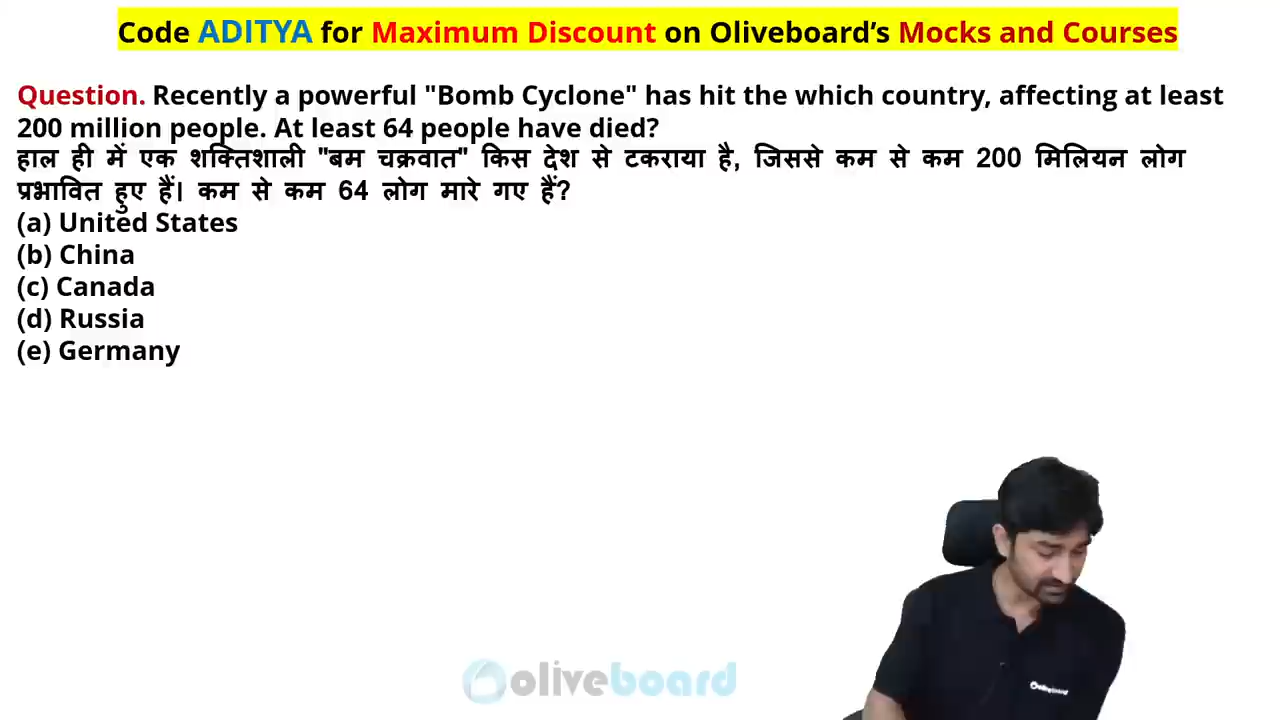 Code ADITYA for Maximum Discount on Oliveboard’s Mocks and Courses
Question. Recently a powerful "Bomb Cyclone" has hit the which country, affecting at least
200 million people. At least 64 people have died?
हाल ही में एक शक्तिशाली "बम चक्रवात" किस देश से टकराया है, जिससे कम से कम 200 मिलियन लोग
प्रभावित हुए हैं। कम से कम 64 लोग मारे गए हैं?
(a) United States
(b) China
(c) Canada
(d) Russia
(e) Germany
oliveboard
Oliveboard